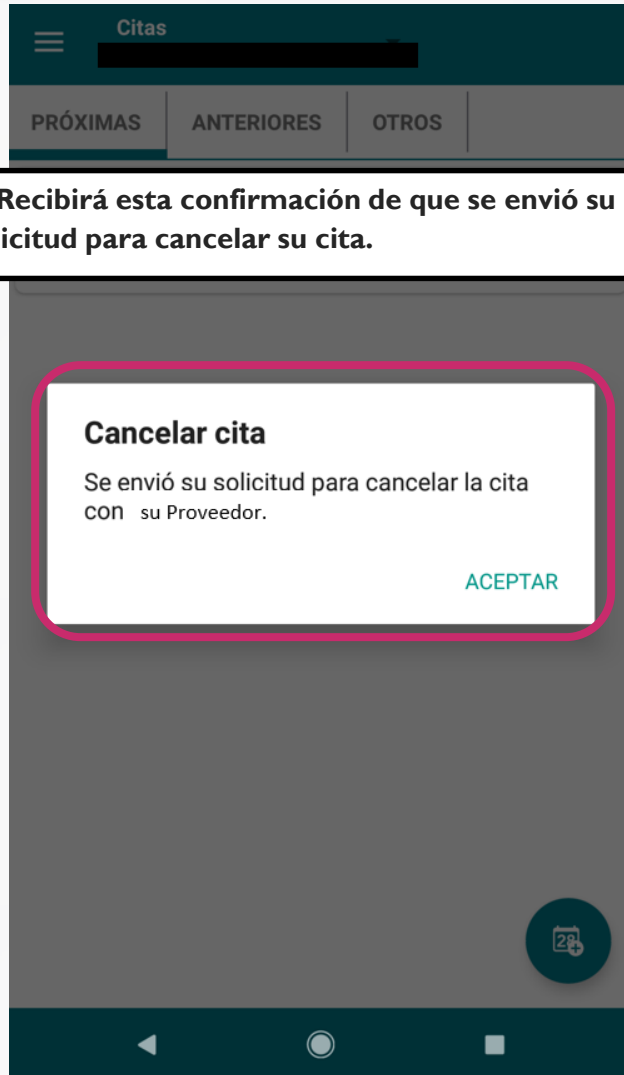 Citas
PRÓXIMAS ANTERIORES OTROS
Recibirá esta confirmación de que se envió su
icitud para cancelar su cita.
Cancelar cita
Se envió su solicitud para cancelar la cita
con su Proveedor.
ACEPTAR
28